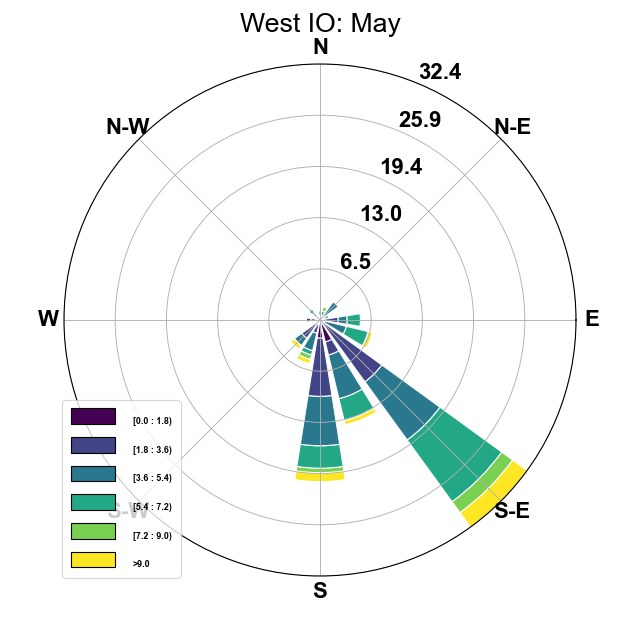 West IO: May
N
32.4
25.9
N-W
N-E
19.4
13.0
6.5
W
E
[0.0 : 1.8)
[1.8 : 3.6)
[3.6 : 5.4)
[5.4 : 7.2)
S-W
S-E
[7.2 : 9.0)
>9.0
S